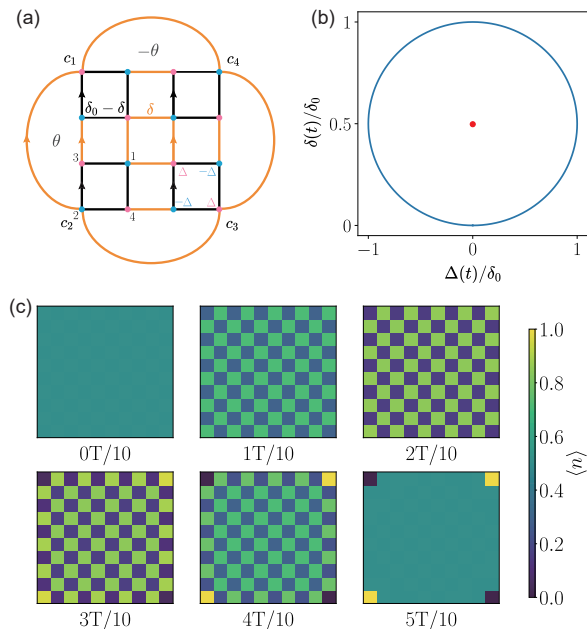 (a)
c₁
−θ
c₄
δ₀ − δ
δ
θ
3
1
Δ
−Δ
−Δ
Δ
2
4
c₂
c₃
(b)
δ(t)/δ₀
1
0.5
0
−1
0
1
Δ(t)/δ₀
(c)
0T/10
1T/10
2T/10
3T/10
4T/10
5T/10
1.0
0.8
0.6
0.4
0.2
0.0
⟨n⟩